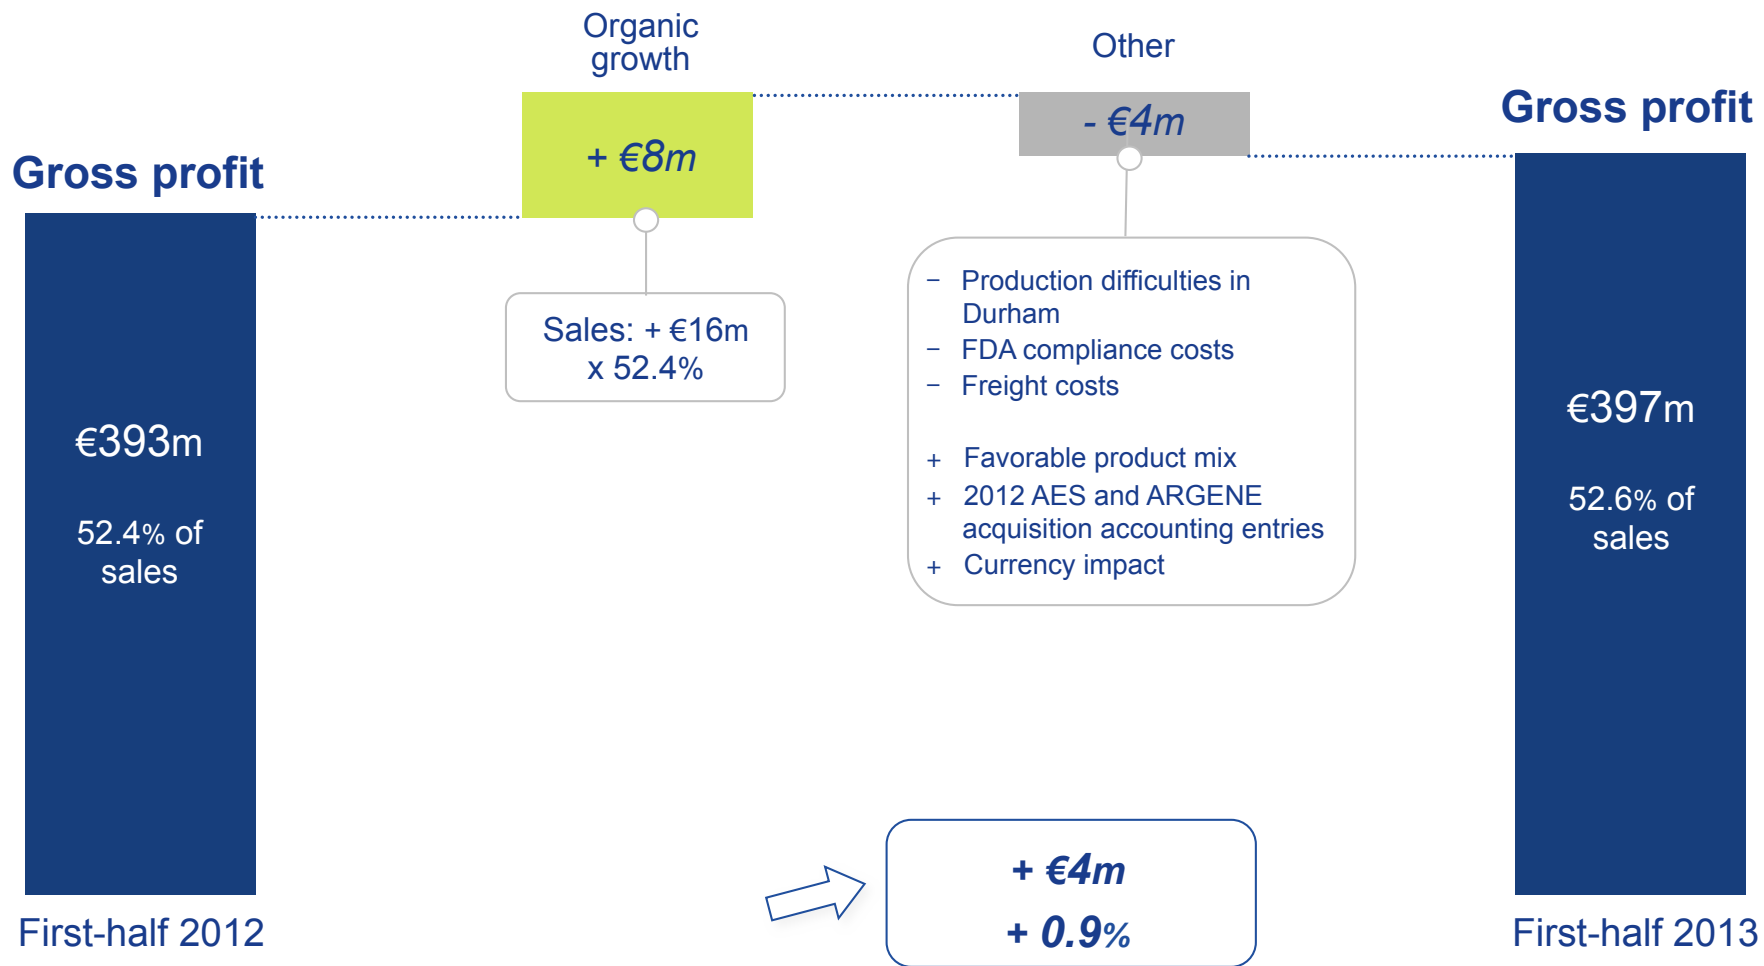 Organic
growth
Other
Gross profit
Gross profit
+ €8m
- €4m
Sales: + €16m
x 52.4%
− Production difficulties in
Durham
− FDA compliance costs
− Freight costs
+ Favorable product mix
+ 2012 AES and ARGENE
acquisition accounting entries
+ Currency impact
€393m
52.4% of
sales
€397m
52.6% of
sales
+ €4m
+ 0.9%
First-half 2012
First-half 2013